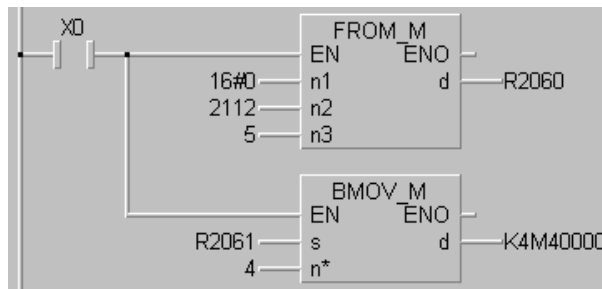 X0
FROM_M
EN ENO
16#0 n1 d R2060
2112 n2
5 n3
BMOV_M
EN ENO
R2061 s d K4M40000
4 n*